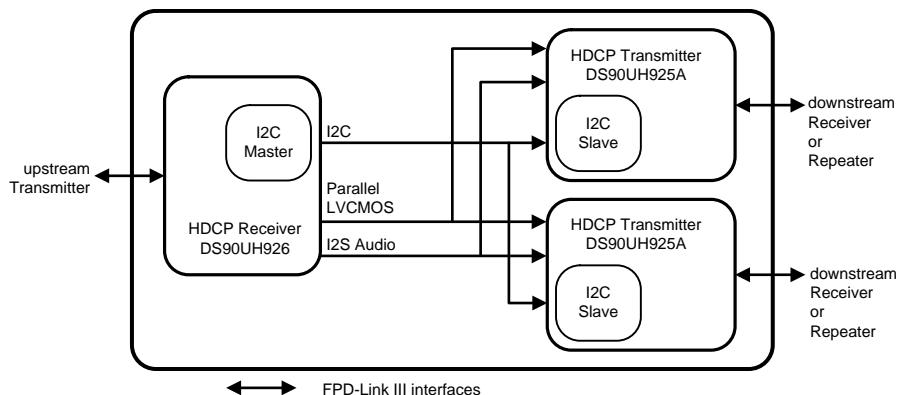 upstream
Transmitter
I2C
Master
HDCP Receiver
DS90UH926
I2C
Parallel
LVCMOS
I2S Audio
HDCP Transmitter
DS90UH925A
I2C
Slave
downstream
Receiver
or
Repeater
HDCP Transmitter
DS90UH925A
I2C
Slave
downstream
Receiver
or
Repeater
FPD-Link III interfaces